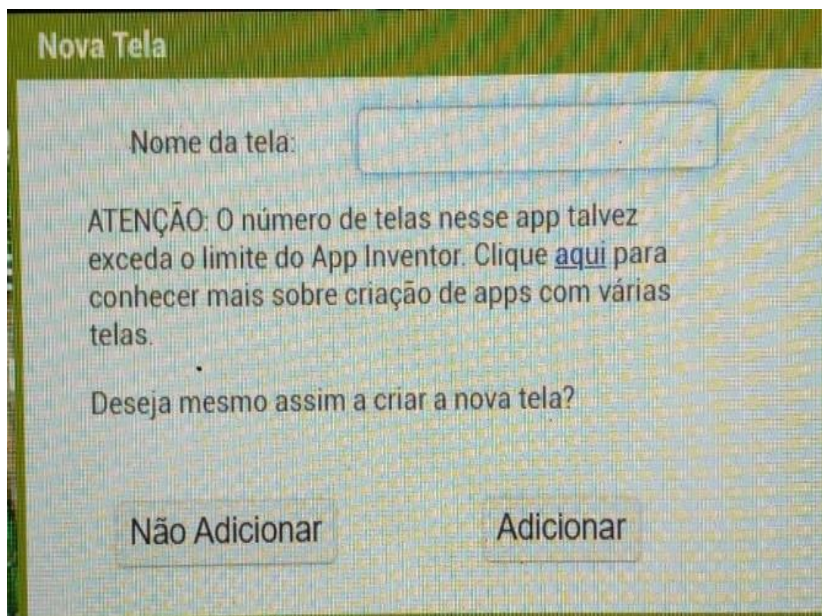 Nova Tela
Nome da tela:
ATENÇÃO: O número de telas nesse app talvez
exceda o limite do App Inventor. Clique aqui para
conhecer mais sobre criação de apps com várias
telas.
Deseja mesmo assim a criar a nova tela?
Não Adicionar
Adicionar